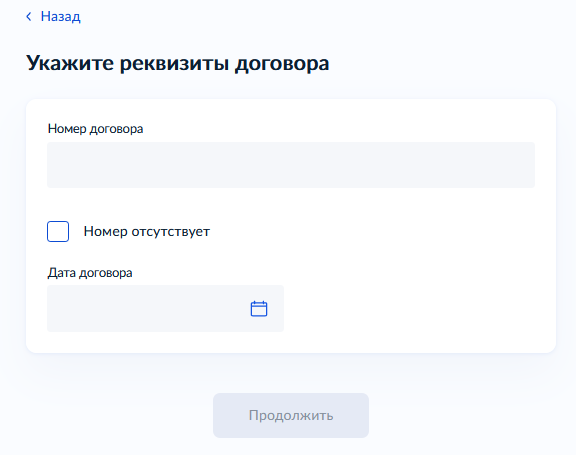 Назад
Укажите реквизиты договора
Номер договора
Номер отсутствует
Дата договора
Продолжить